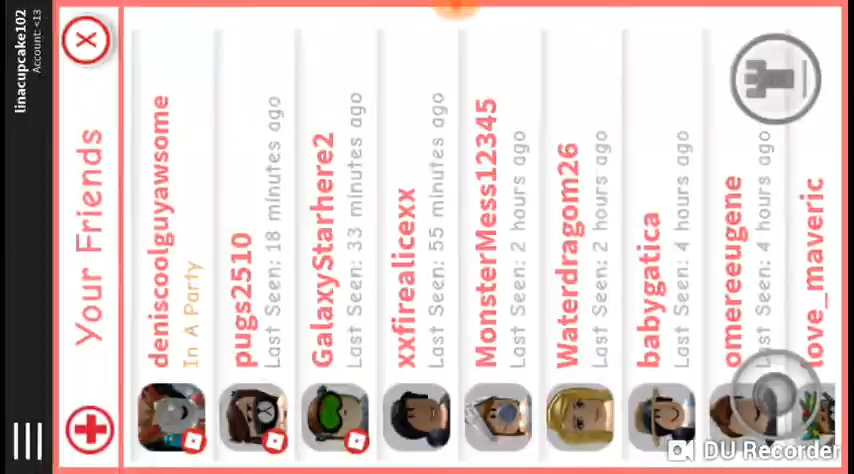 linacupcake102
Account: <13
Your Friends
X
deniscoolguyawsome
In A Party
pugs2510
Last Seen: 18 minutes ago
GalaxyStarhere2
Last Seen: 33 minutes ago
xxfirealicexx
Last Seen: 55 minutes ago
MonsterMess12345
Last Seen: 2 hours ago
Waterdragom26
Last Seen: 2 hours ago
babygatica
Last Seen: 4 hours ago
omereeugene
Last Seen: 4 hours ago
love_maveric
DU Recorder